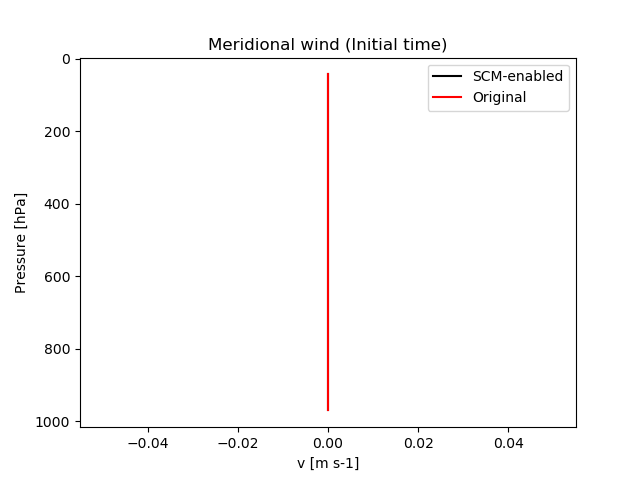 Meridional wind (Initial time)
SCM-enabled
Original
0
200
400
600
800
1000
Pressure [hPa]
−0.04
−0.02
0.00
0.02
0.04
v [m s-1]